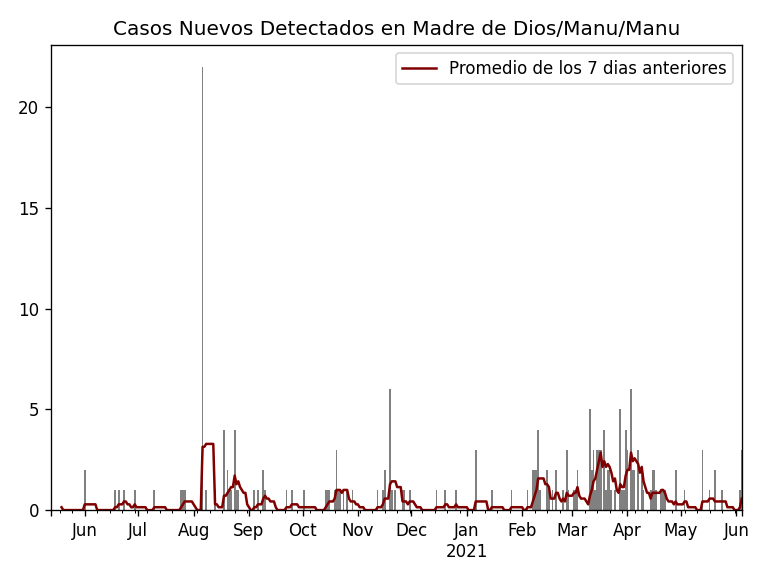 Casos Nuevos Detectados en Madre de Dios/Manu/Manu
Promedio de los 7 dias anteriores
20
15
10
5
0
Jun Jul Aug Sep Oct Nov Dec Jan Feb Mar Apr May Jun
2021